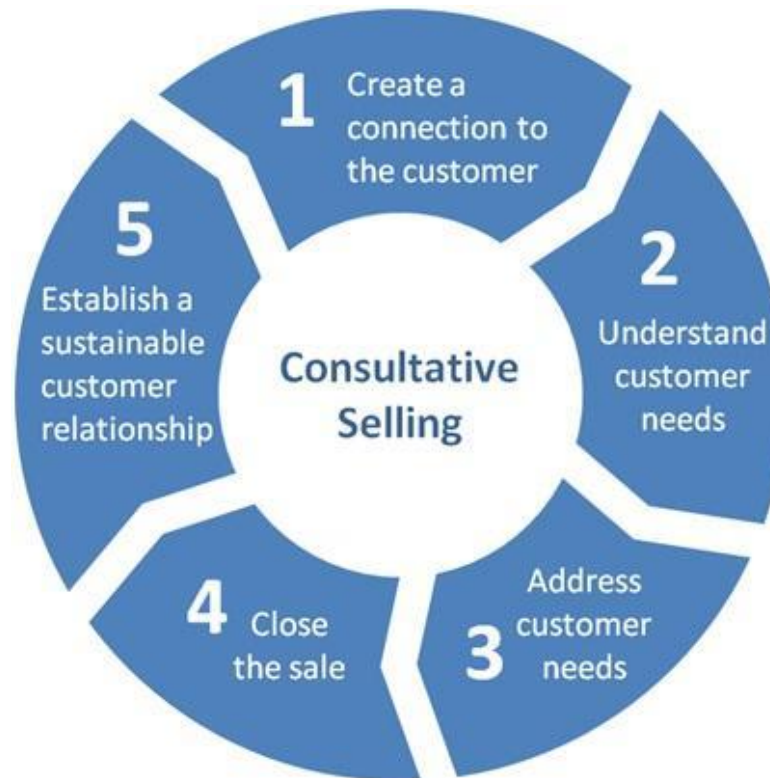 1
Create a
connection to
the customer
2
Understand
customer
needs
3
Address
customer
needs
4
Close
the sale
5
Establish a
sustainable
customer
relationship
Consultative
Selling